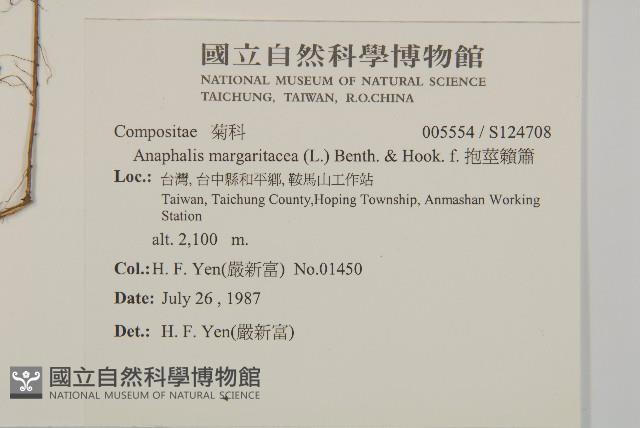 國立自然科學博物館
NATIONAL MUSEUM OF NATURAL SCIENCE
TAICHUNG, TAIWAN, R.O.CHINA
Compositae 菊科 005554 / S124708
Anaphalis margaritacea (L.) Benth. & Hook. f. 抱莖籟簫
Loc.: 台灣, 台中縣和平鄉, 鞍馬山工作站
Taiwan, Taichung County,Hoping Township, Anmashan Working
Station
alt. 2,100 m.
Col.: H. F. Yen(嚴新富) No.01450
Date: July 26 , 1987
Det.: H. F. Yen(嚴新富)
國立自然科學博物館
NATIONAL MUSEUM OF NATURAL SCIENCE